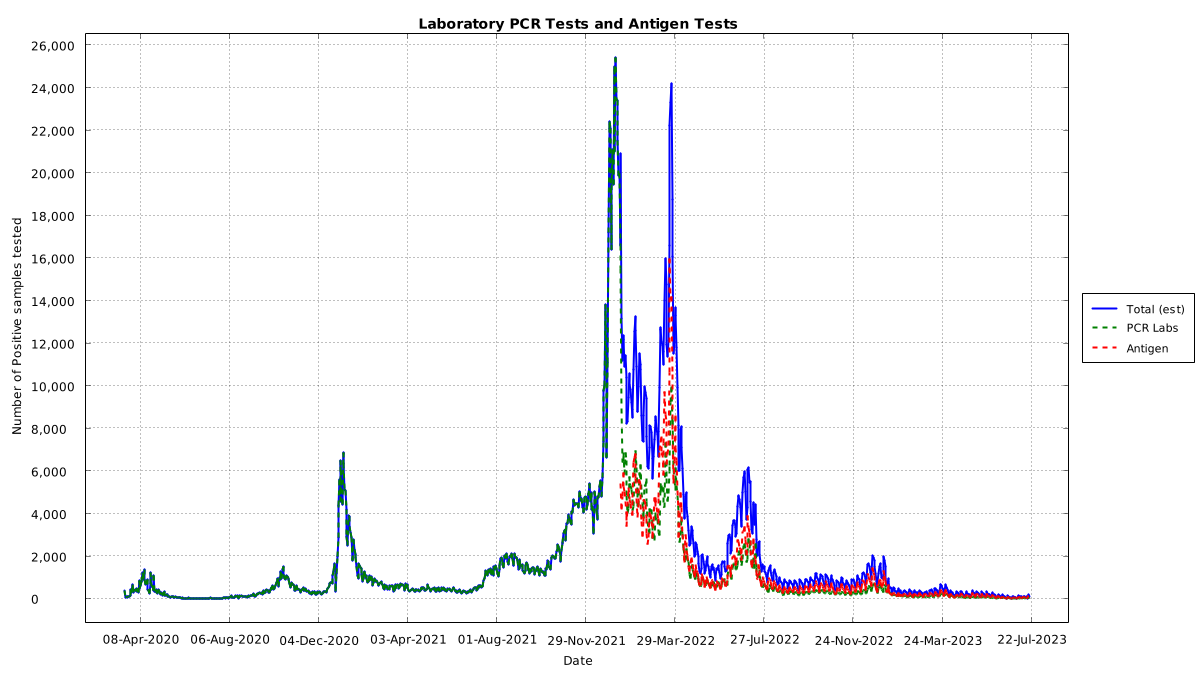 Laboratory PCR Tests and Antigen Tests
26,000
24,000
22,000
20,000
18,000
16,000
14,000
12,000
10,000
8,000
6,000
4,000
2,000
0
Number of Positive samples tested
08-Apr-2020 06-Aug-2020 04-Dec-2020 03-Apr-2021 01-Aug-2021 29-Nov-2021 29-Mar-2022 27-Jul-2022 24-Nov-2022 24-Mar-2023 22-Jul-2023
Date
Total (est)
PCR Labs
Antigen